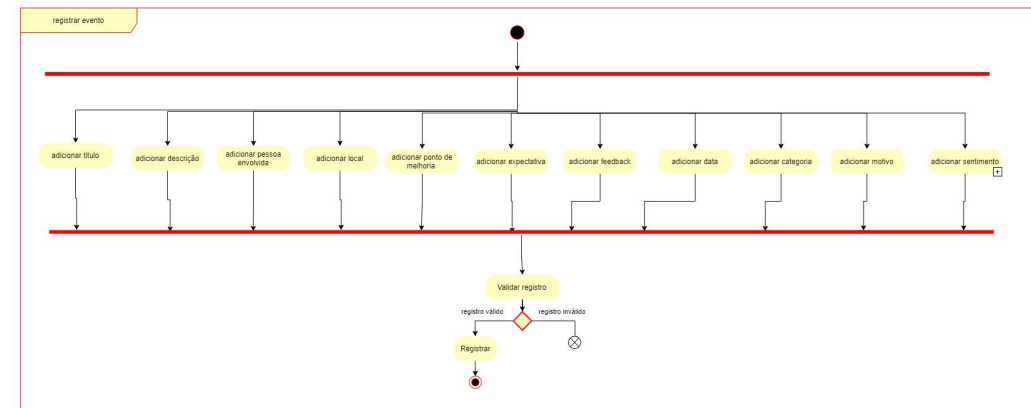 registrar evento
adicionar titulo
adicionar descrição
adicionar pessoa
envolvida
adicionar local
adicionar ponto de
melhoria
adicionar expectativa
adicionar feedback
adicionar data
adicionar categoria
adicionar motivo
adicionar sentimento
Validar registro
registro válido
registro inválido
Registrar